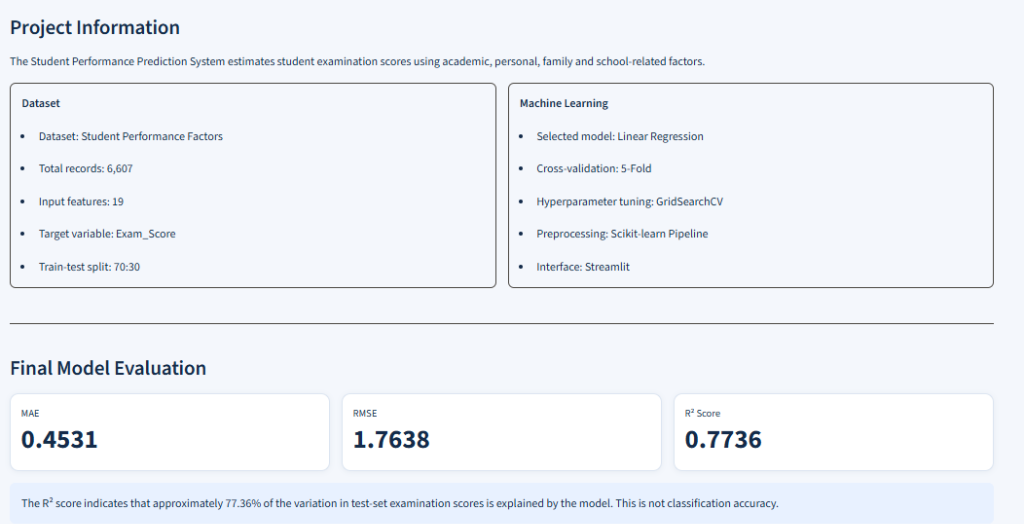 Project Information
The Student Performance Prediction System estimates student examination scores using academic, personal, family and school-related factors.
Dataset
• Dataset: Student Performance Factors
• Total records: 6,607
• Input features: 19
• Target variable: Exam_Score
• Train-test split: 70:30
Machine Learning
• Selected model: Linear Regression
• Cross-validation: 5-Fold
• Hyperparameter tuning: GridSearchCV
• Preprocessing: Scikit-learn Pipeline
• Interface: Streamlit
Final Model Evaluation
MAE
0.4531
RMSE
1.7638
R² Score
0.7736
The R² score indicates that approximately 77.36% of the variation in test-set examination scores is explained by the model. This is not classification accuracy.